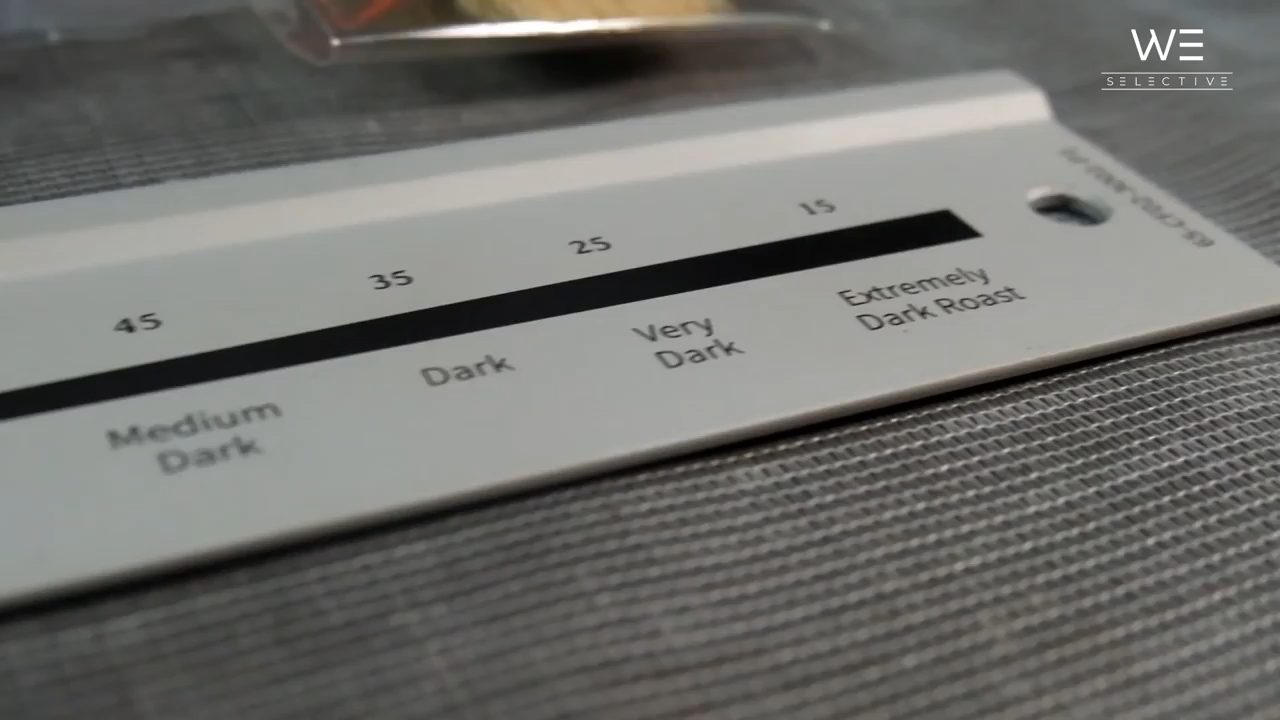 WE
SELECTIVE
45 35 25 15
Medium
Dark
Dark
Very
Dark
Extremely
Dark Roast